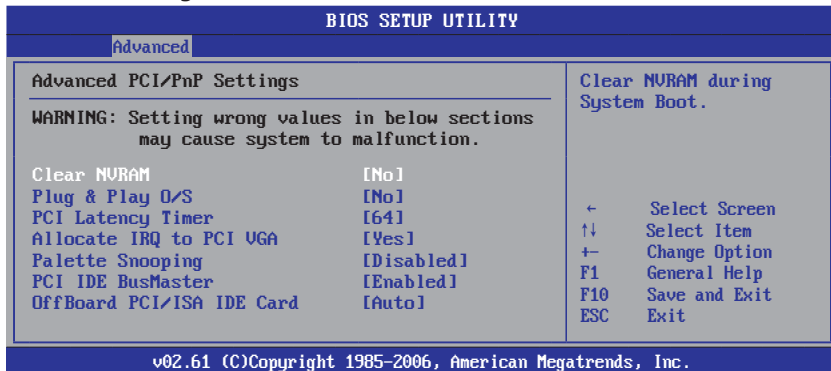 BIOS SETUP UTILITY
Advanced
Advanced PCI/PnP Settings
WARNING: Setting wrong values in below sections
may cause system to malfunction.
Clear NVRAM [No]
Plug & Play O/S [No]
PCI Latency Timer [64]
Allocate IRQ to PCI VGA [Yes]
Palette Snooping [Disabled]
PCI IDE BusMaster [Enabled]
OffBoard PCI/ISA IDE Card [Auto]
Clear NVRAM during
System Boot.
← Select Screen
↑↓ Select Item
+- Change Option
F1 General Help
F10 Save and Exit
ESC Exit
v02.61 (C)Copyright 1985-2006, American Megatrends, Inc.